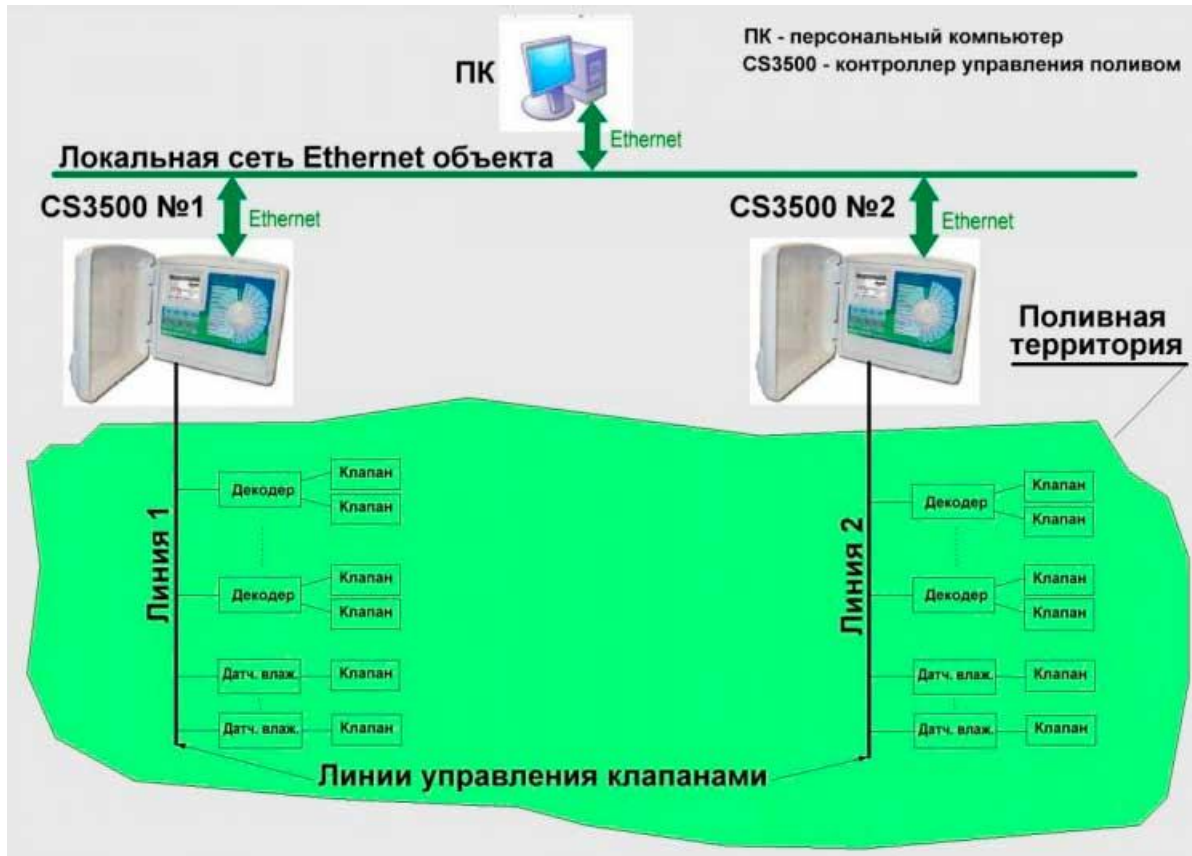 ПК - персональный компьютер
CS3500 - контроллер управления поливом
ПК
Ethernet
Локальная сеть Ethernet объекта
CS3500 №1
Ethernet
CS3500 №2
Ethernet
Поливная
территория
Линия 1
Декодер
Клапан
Клапан
Декодер
Клапан
Клапан
Датч. влаж.
Клапан
Датч. влаж.
Клапан
Линия 2
Декодер
Клапан
Клапан
Декодер
Клапан
Клапан
Датч. влаж.
Клапан
Датч. влаж.
Клапан
Линии управления клапанами